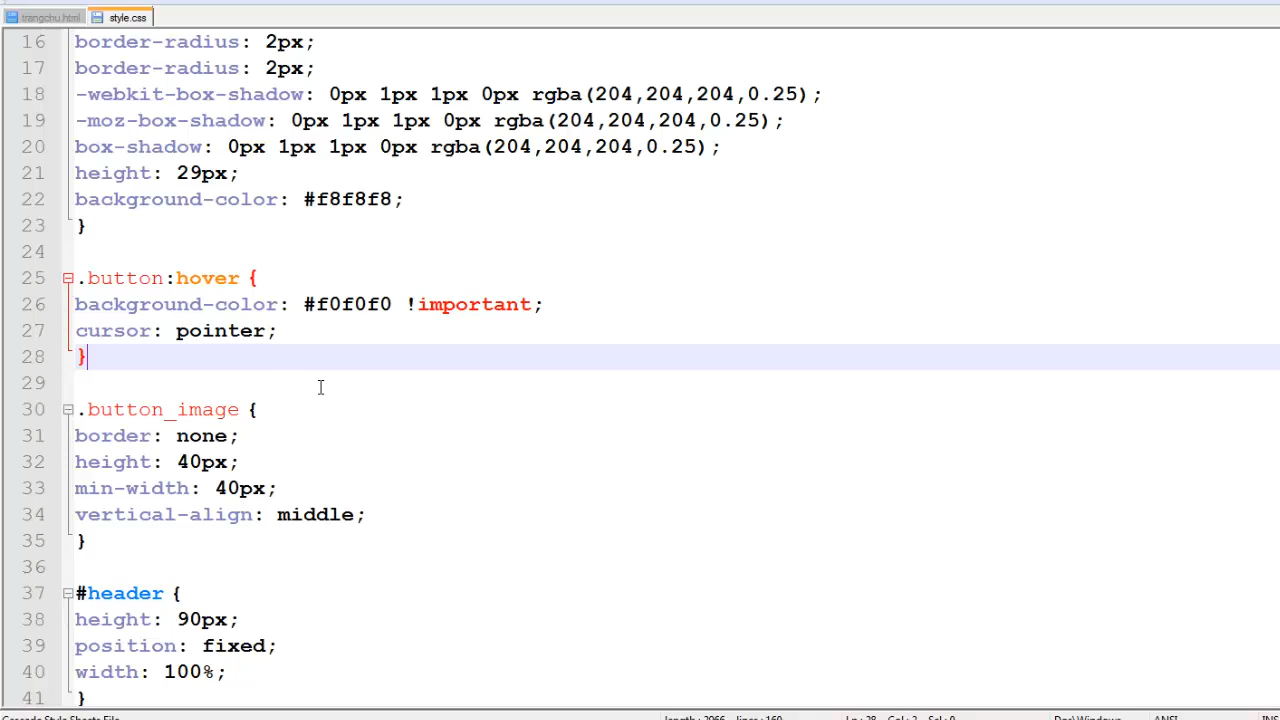 trangchu.html style.css
16 border-radius: 2px;
17 border-radius: 2px;
18 -webkit-box-shadow: 0px 1px 1px 0px rgba(204,204,204,0.25);
19 -moz-box-shadow: 0px 1px 1px 0px rgba(204,204,204,0.25);
20 box-shadow: 0px 1px 1px 0px rgba(204,204,204,0.25);
21 height: 29px;
22 background-color: #f8f8f8;
23 }
24
25 .button:hover {
26 background-color: #f0f0f0 !important;
27 cursor: pointer;
28 }
29
30 .button_image {
31 border: none;
32 height: 40px;
33 min-width: 40px;
34 vertical-align: middle;
35 }
36
37 #header {
38 height: 90px;
39 position: fixed;
40 width: 100%;
41 }